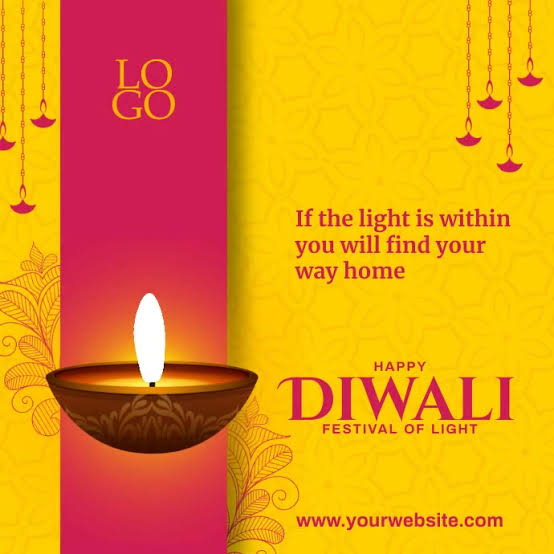 LO
GO
If the light is within
you will find your
way home
HAPPY
DIWALI
FESTIVAL OF LIGHT
www.yourwebsite.com